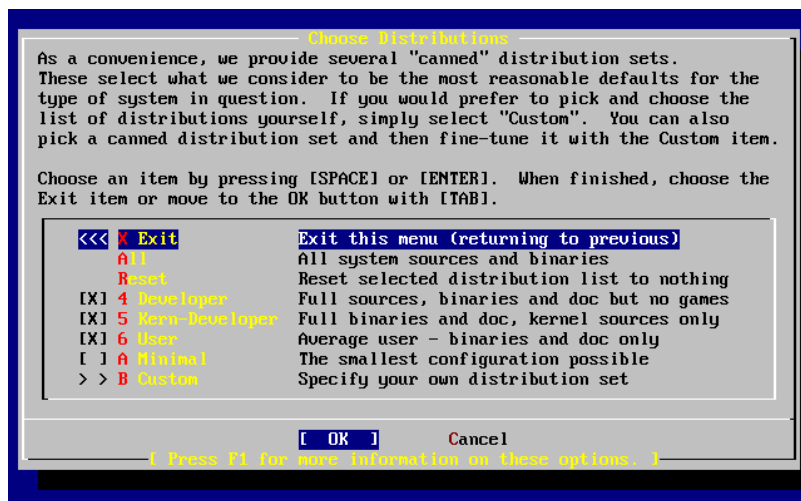 Choose Distributions
As a convenience, we provide several "canned" distribution sets.
These select what we consider to be the most reasonable defaults for the
type of system in question.  If you would prefer to pick and choose the
list of distributions yourself, simply select "Custom".  You can also
pick a canned distribution set and then fine-tune it with the Custom item.
Choose an item by pressing [SPACE] or [ENTER].  When finished, choose the
Exit item or move to the OK button with [TAB].
<<< X Exit Exit this menu (returning to previous)
All All system sources and binaries
Reset Reset selected distribution list to nothing
[X] 4 Developer Full sources, binaries and doc but no games
[X] 5 Kern-Developer Full binaries and doc, kernel sources only
[X] 6 User Average user - binaries and doc only
[ ] A Minimal The smallest configuration possible
> > B Custom Specify your own distribution set
[ OK ] Cancel
[ Press F1 for more information on these options. ]